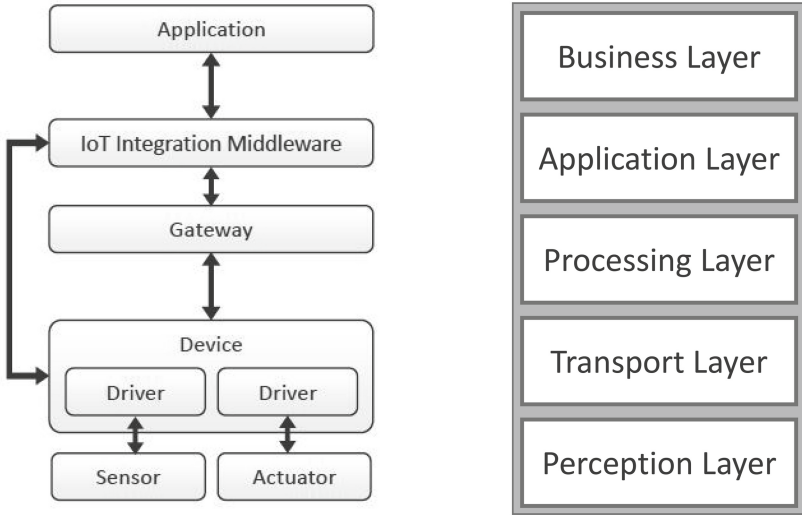 Application
IoT Integration Middleware
Gateway
Device
Driver
Driver
Sensor
Actuator
Business Layer
Application Layer
Processing Layer
Transport Layer
Perception Layer